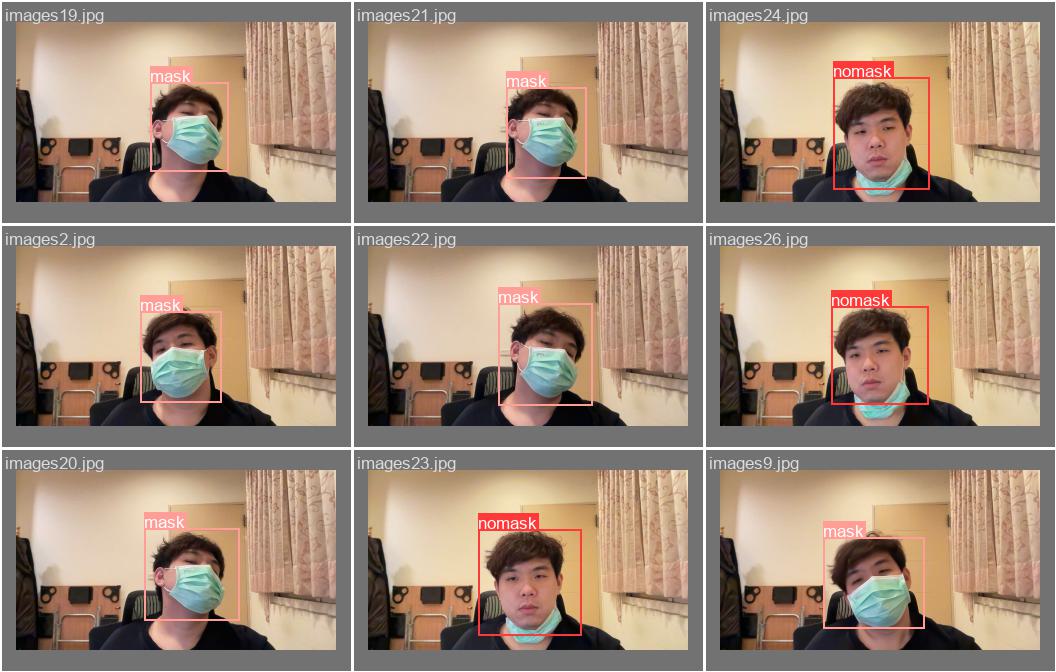 images19.jpg
mask
images21.jpg
mask
images24.jpg
nomask
images2.jpg
mask
images22.jpg
mask
images26.jpg
nomask
images20.jpg
mask
images23.jpg
nomask
images9.jpg
mask